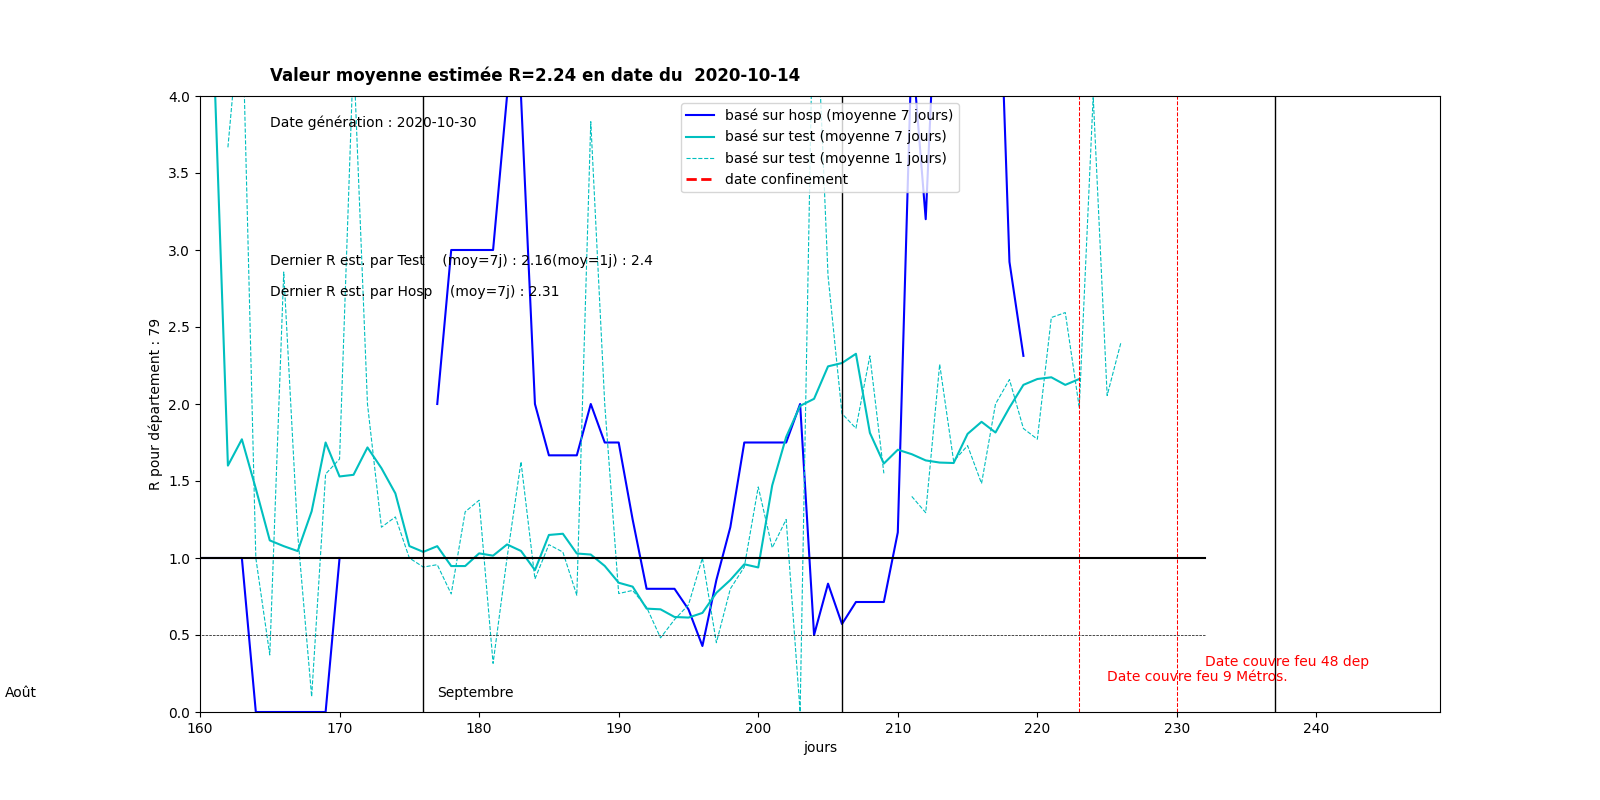 Valeur moyenne estimée R=2.24 en date du  2020-10-14
4.0
Date génération : 2020-10-30
basé sur hosp (moyenne 7 jours)
basé sur test (moyenne 7 jours)
basé sur test (moyenne 1 jours)
date confinement
3.5
3.0
Dernier R est. par Test    (moy=7j) : 2.16(moy=1j) : 2.4
Dernier R est. par Hosp    (moy=7j) : 2.31
2.5
R pour département : 79
2.0
1.5
1.0
0.5
Date couvre feu 48 dep
Date couvre feu 9 Métros.
Août
Septembre
0.0
160 170 180 190 200 210 220 230 240
jours